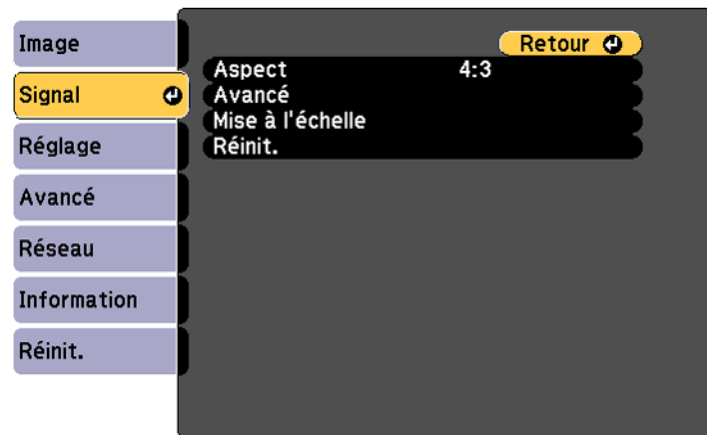 Image
Signal
Réglage
Avancé
Réseau
Information
Réinit.
Retour
Aspect 4:3
Avancé
Mise à l'échelle
Réinit.